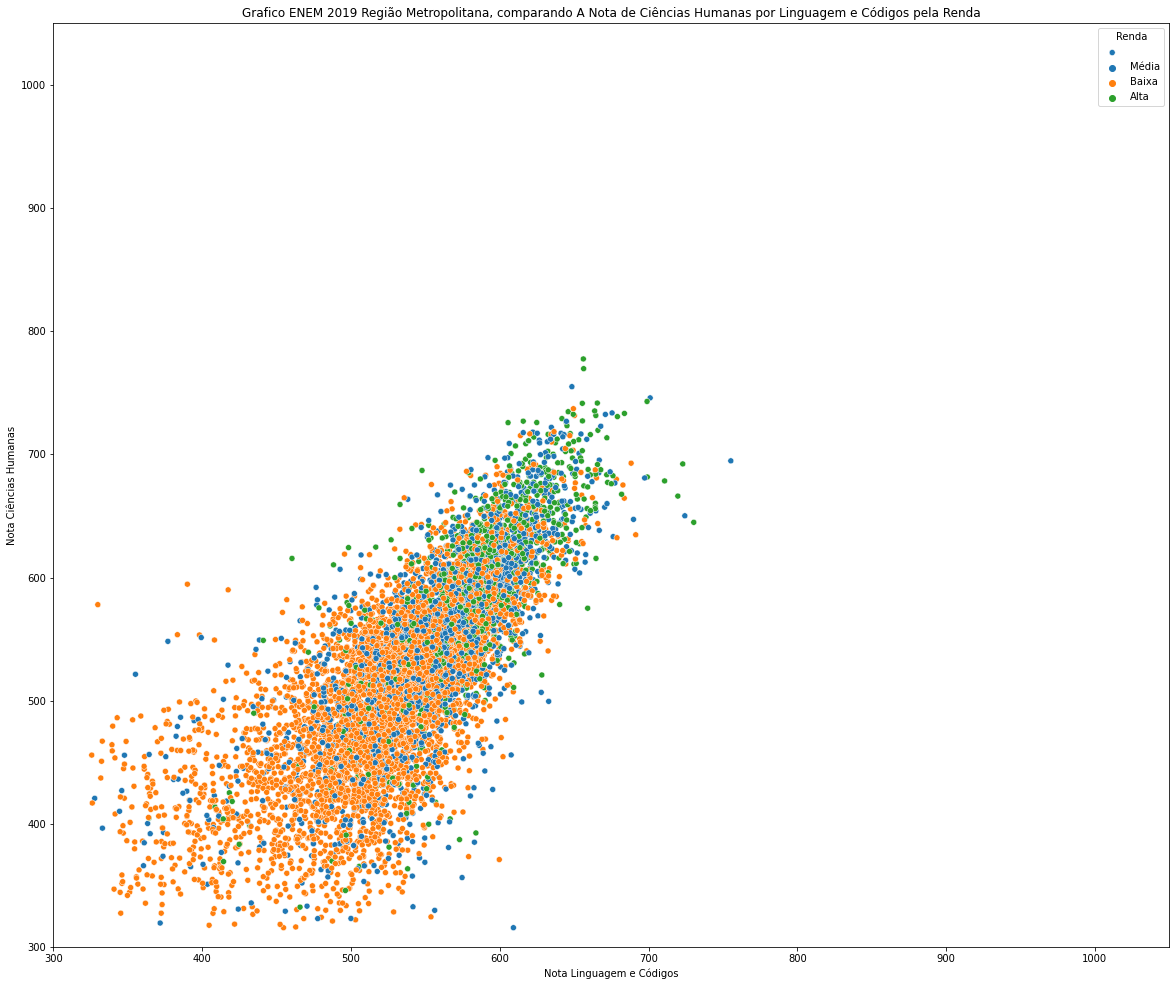 Grafico ENEM 2019 Região Metropolitana, comparando A Nota de Ciências Humanas por Linguagem e Códigos pela Renda
Renda
Média
Baixa
Alta
1000
900
800
700
600
500
400
300
Nota Ciências Humanas
300 400 500 600 700 800 900 1000
Nota Linguagem e Códigos